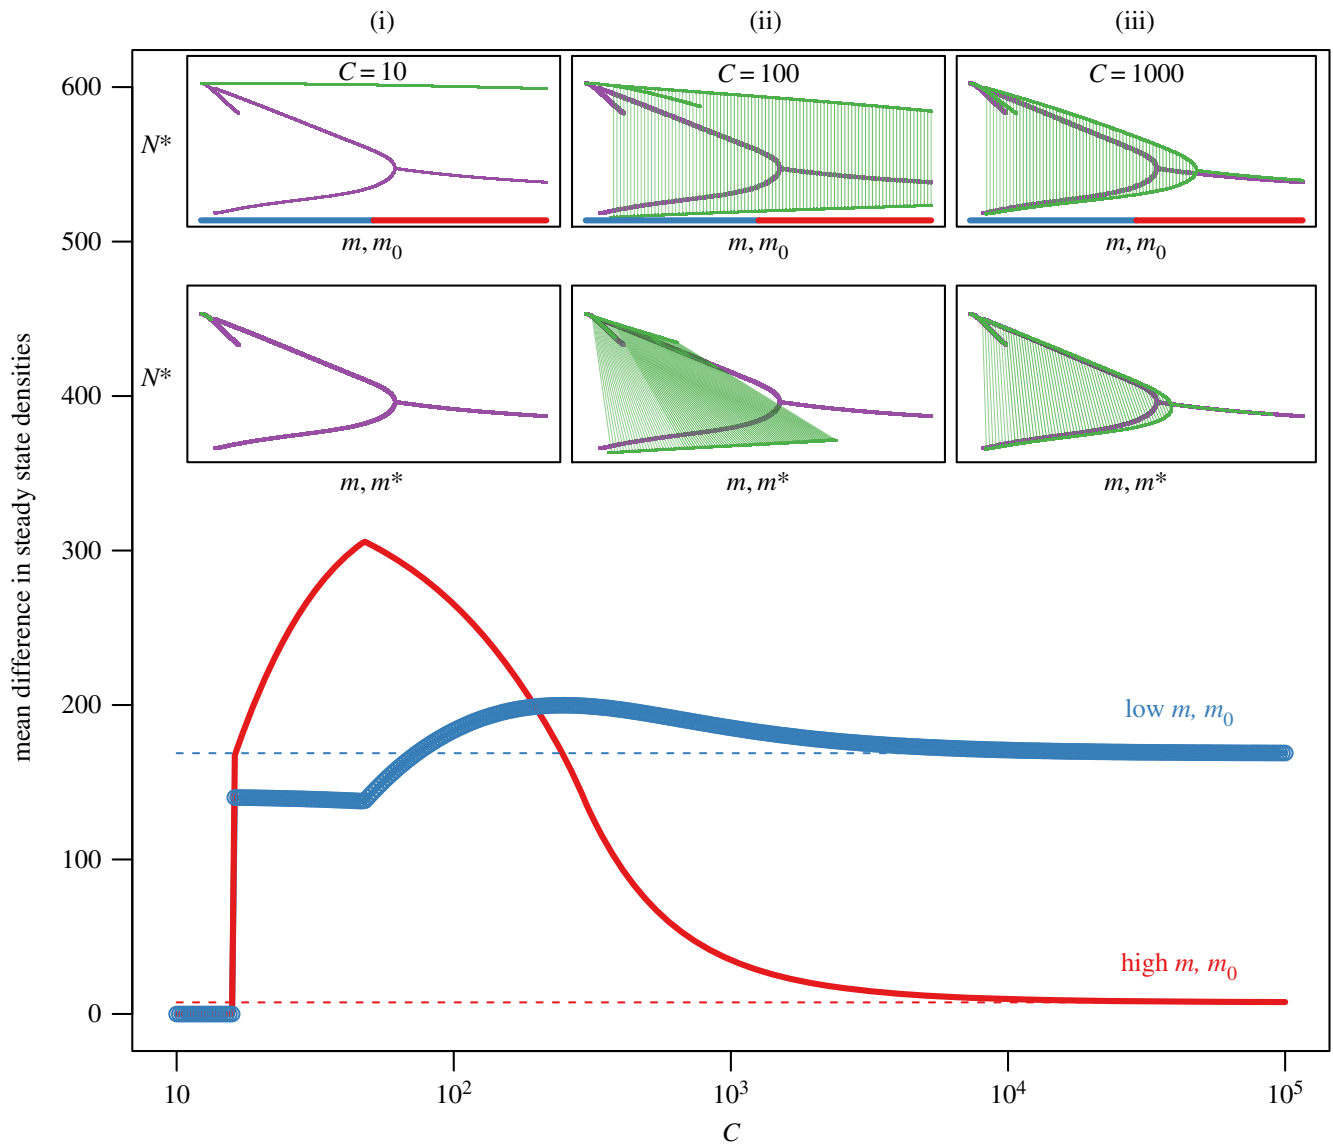 (i) (ii) (iii)
C = 10 C = 100 C = 1000
N*
m, m0 m, m0 m, m0
N*
m, m* m, m* m, m*
mean difference in steady state densities
600
500
400
300
200
100
0
low m, m0
high m, m0
10 10² 10³ 10⁴ 10⁵
C